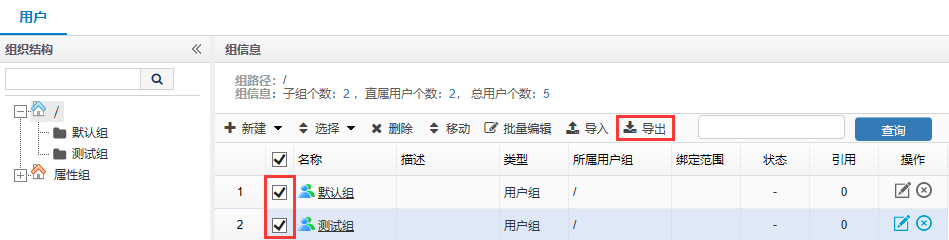 用户
组织结构
/
默认组
测试组
属性组
组信息
组路径： /
组信息：子组个数：2 ，直属用户个数：2， 总用户个数：5
新建 选择 删除 移动 批量编辑 导入 导出 查询
名称 描述 类型 所属用户组 绑定范围 状态 引用 操作
1 默认组 用户组 / - 0
2 测试组 用户组 / - 0